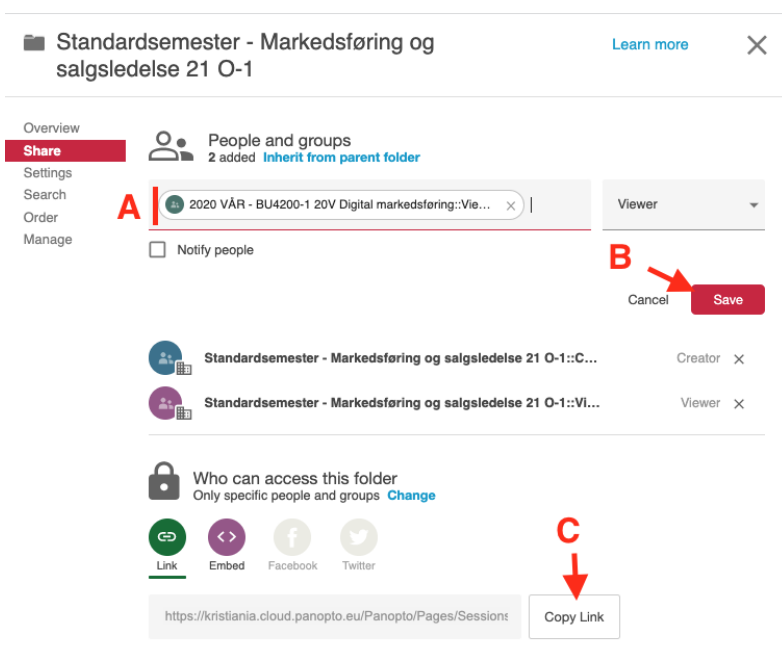 Standardsemester - Markedsføring og
salgsledelse 21 O-1
Learn more
Overview
Share
Settings
Search
Order
Manage
People and groups
2 added Inherit from parent folder
A
2020 VÅR - BU4200-1 20V Digital markedsføring::Vie...
Viewer
Notify people
B
Cancel
Save
Standardsemester - Markedsføring og salgsledelse 21 O-1::C...
Creator
Standardsemester - Markedsføring og salgsledelse 21 O-1::Vi...
Viewer
Who can access this folder
Only specific people and groups Change
Link
Embed
Facebook
Twitter
C
https://kristiania.cloud.panopto.eu/Panopto/Pages/Sessions
Copy Link